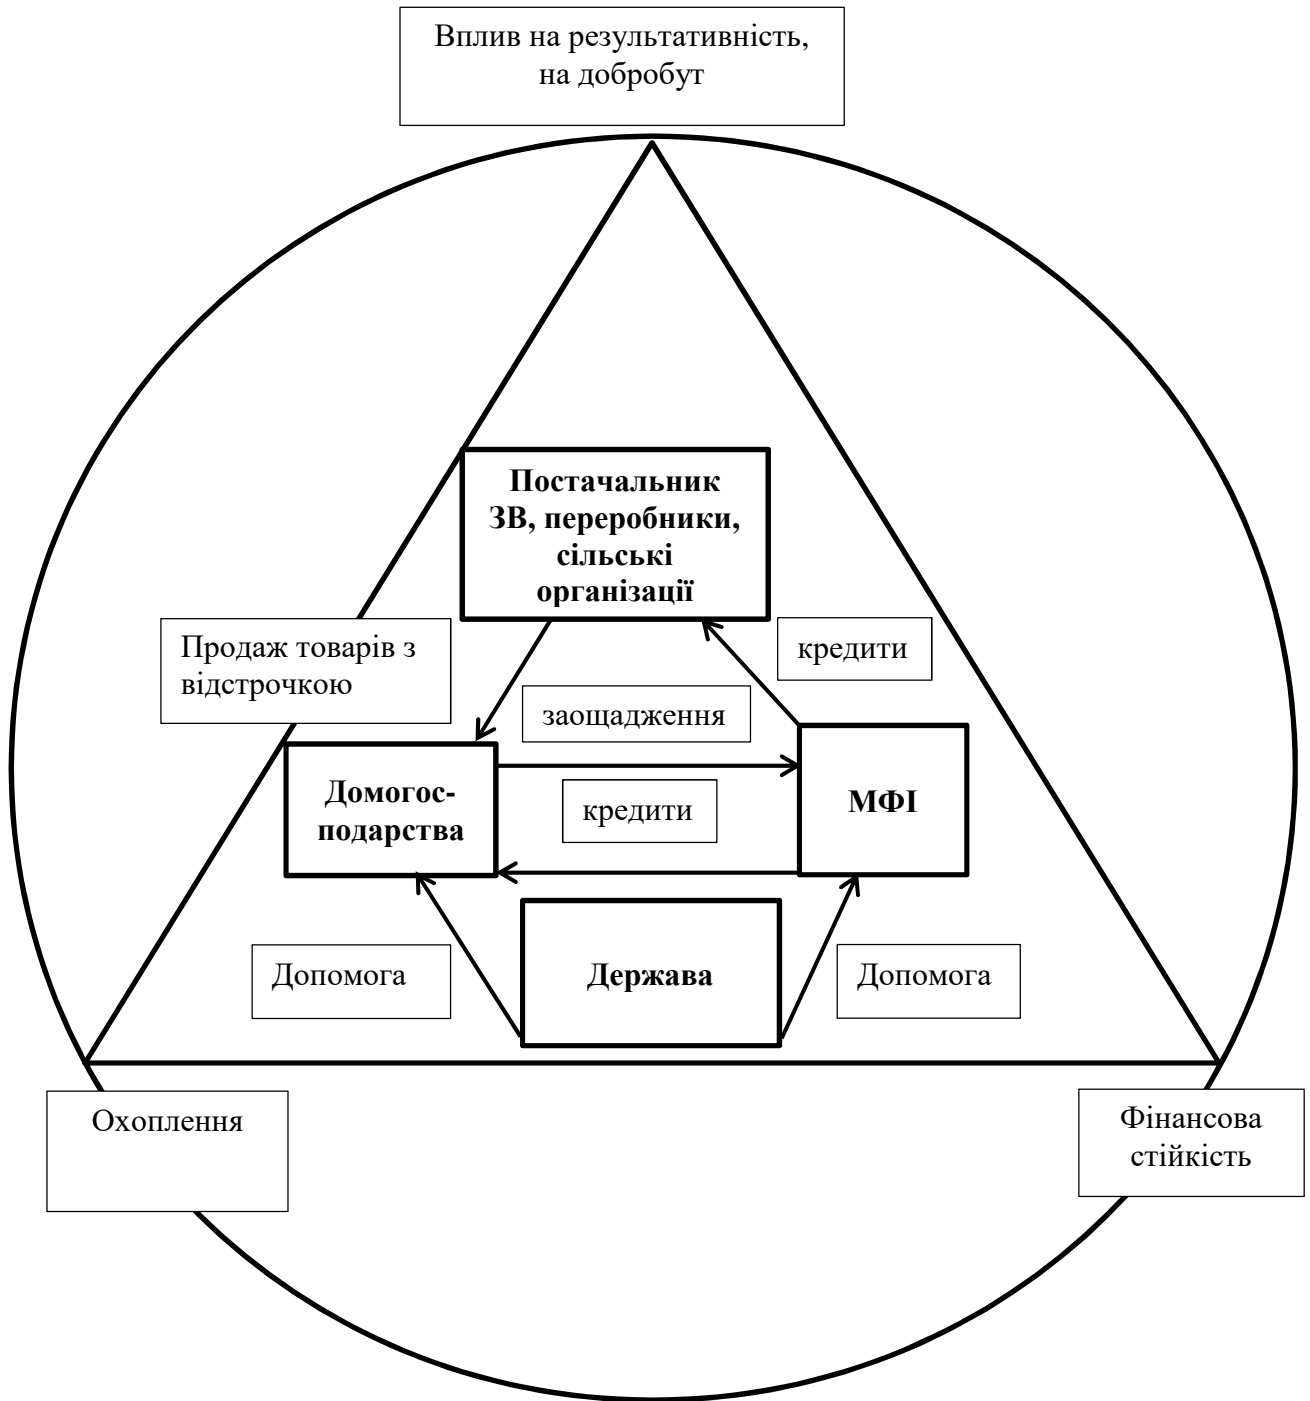 Вплив на результативність,
на добробут
Постачальник
ЗВ, переробники,
сільські
організації
Продаж товарів з
відстрочкою
кредити
заощадження
Домогос-
подарства
кредити
МФІ
Допомога
Держава
Допомога
Охоплення
Фінансова
стійкість